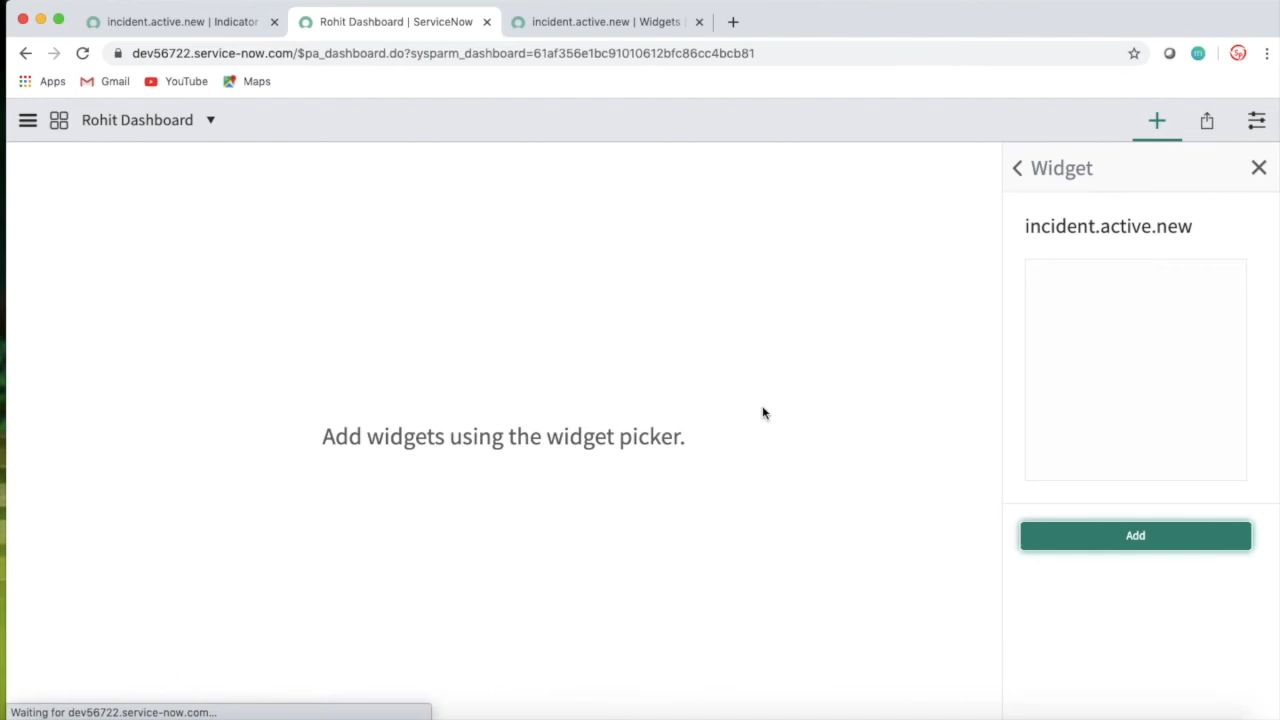 incident.active.new | Indicator
Rohit Dashboard | ServiceNow
incident.active.new | Widgets
dev56722.service-now.com/$pa_dashboard.do?sysparm_dashboard=61af356e1bc91010612bfc86cc4bcb81
m
Apps
Gmail
YouTube
Maps
Rohit Dashboard
Widget
incident.active.new
Add widgets using the widget picker.
Add
Waiting for dev56722.service-now.com...